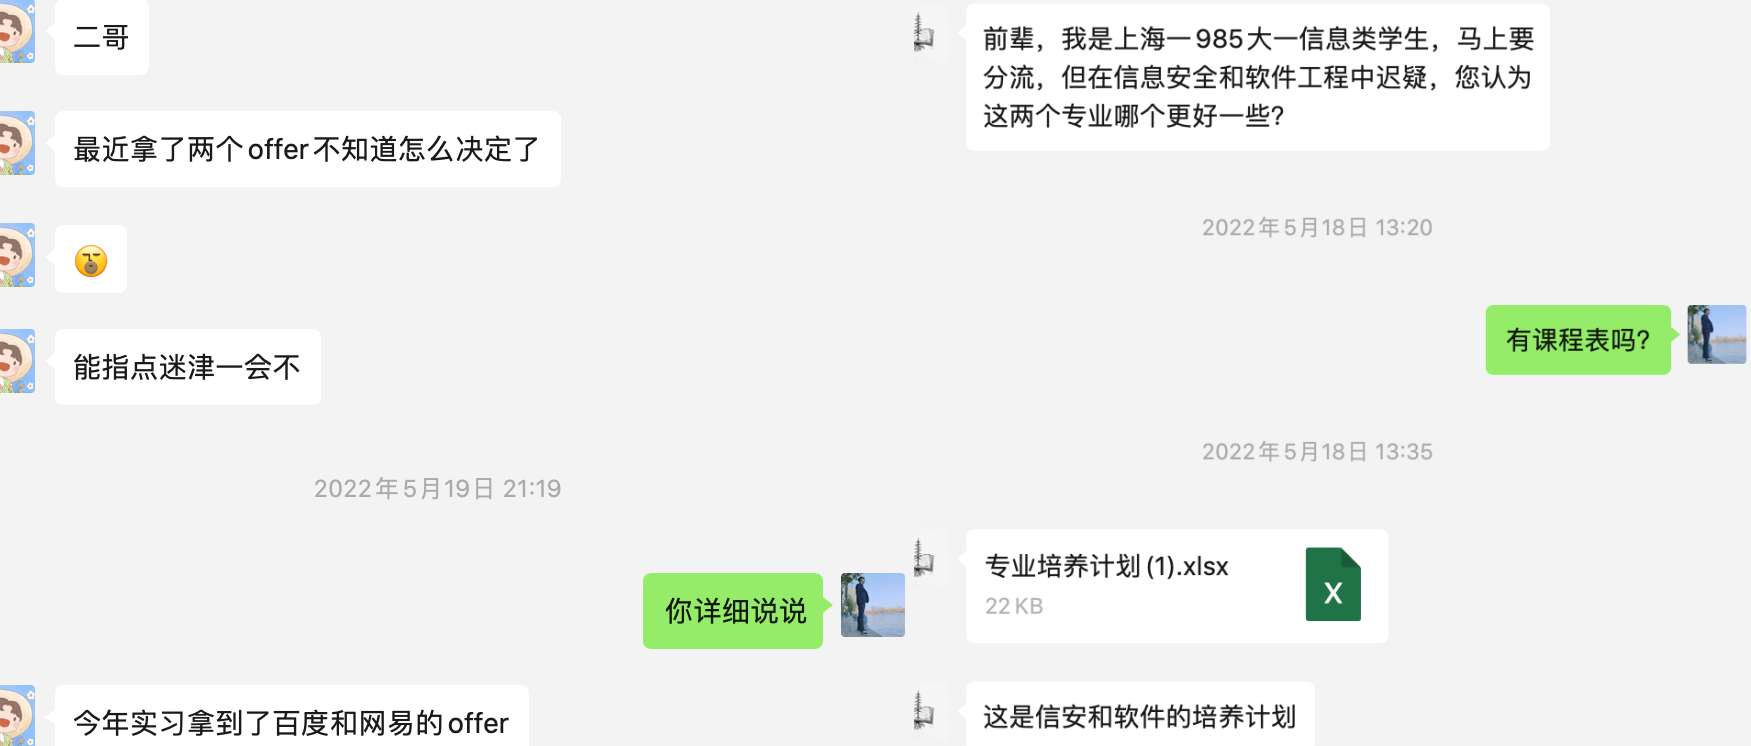 二哥
最近拿了两个offer不知道怎么决定了
能指点迷津一会不
2022年5月19日 21:19
你详细说说
今年实习拿到了百度和网易的offer
前辈，我是上海一985大一信息类学生，马上要
分流，但在信息安全和软件工程中迟疑，您认为
这两个专业哪个更好一些?
2022年5月18日 13:20
有课程表吗?
2022年5月18日 13:35
专业培养计划(1).xlsx
22 KB
X
这是信安和软件的培养计划